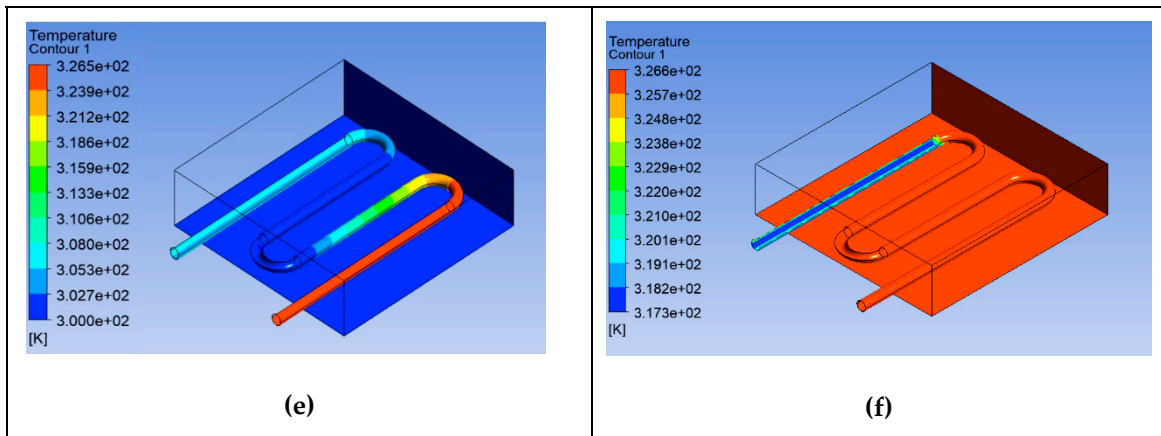 Temperature
Contour 1
3.265e+02
3.239e+02
3.212e+02
3.186e+02
3.159e+02
3.133e+02
3.106e+02
3.080e+02
3.053e+02
3.027e+02
3.000e+02
[K]
(e)
Temperature
Contour 1
3.266e+02
3.257e+02
3.248e+02
3.238e+02
3.229e+02
3.220e+02
3.210e+02
3.201e+02
3.191e+02
3.182e+02
3.173e+02
[K]
(f)